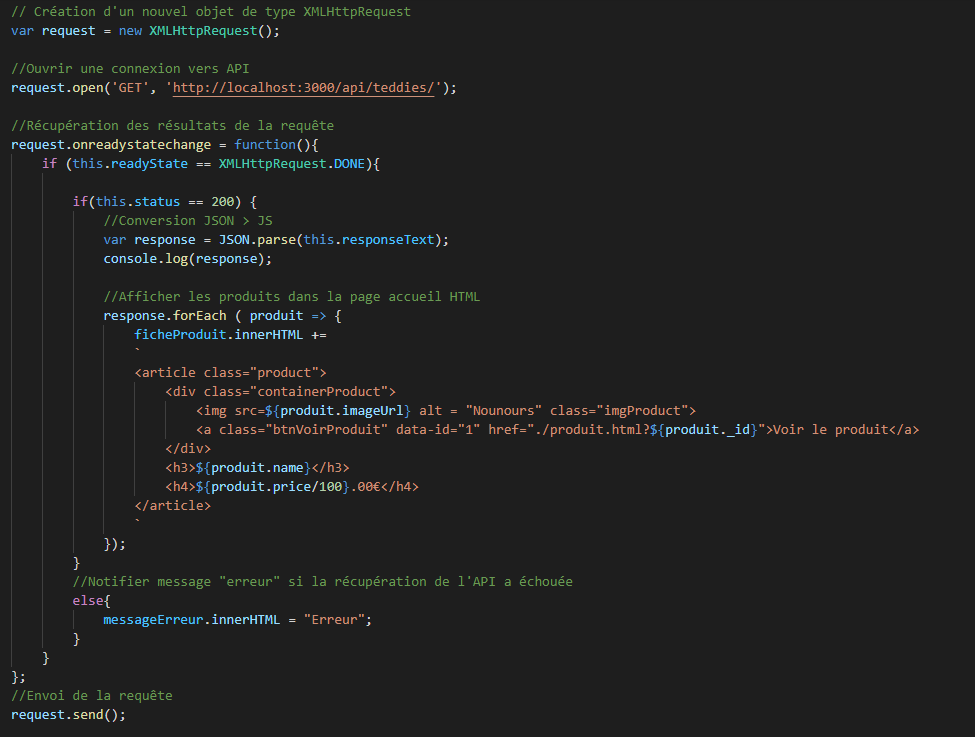 // Création d'un nouvel objet de type XMLHttpRequest
var request = new XMLHttpRequest();
//Ouvrir une connexion vers API
request.open('GET', 'http://localhost:3000/api/teddies/');
//Récupération des résultats de la requête
request.onreadystatechange = function(){
if (this.readyState == XMLHttpRequest.DONE){
if(this.status == 200) {
//Conversion JSON > JS
var response = JSON.parse(this.responseText);
console.log(response);
//Afficher les produits dans la page accueil HTML
response.forEach ( produit => {
ficheProduit.innerHTML +=
`
<article class="product">
<div class="containerProduct">
<img src=${produit.imageUrl} alt = "Nounours" class="imgProduct">
<a class="btnVoirProduit" data-id="1" href="./produit.html?${produit._id}">Voir le produit</a>
</div>
<h3>${produit.name}</h3>
<h4>${produit.price/100}.00€</h4>
</article>
`
});
}
//Notifier message "erreur" si la récupération de l'API a échouée
else{
messageErreur.innerHTML = "Erreur";
}
}
};
//Envoi de la requête
request.send();